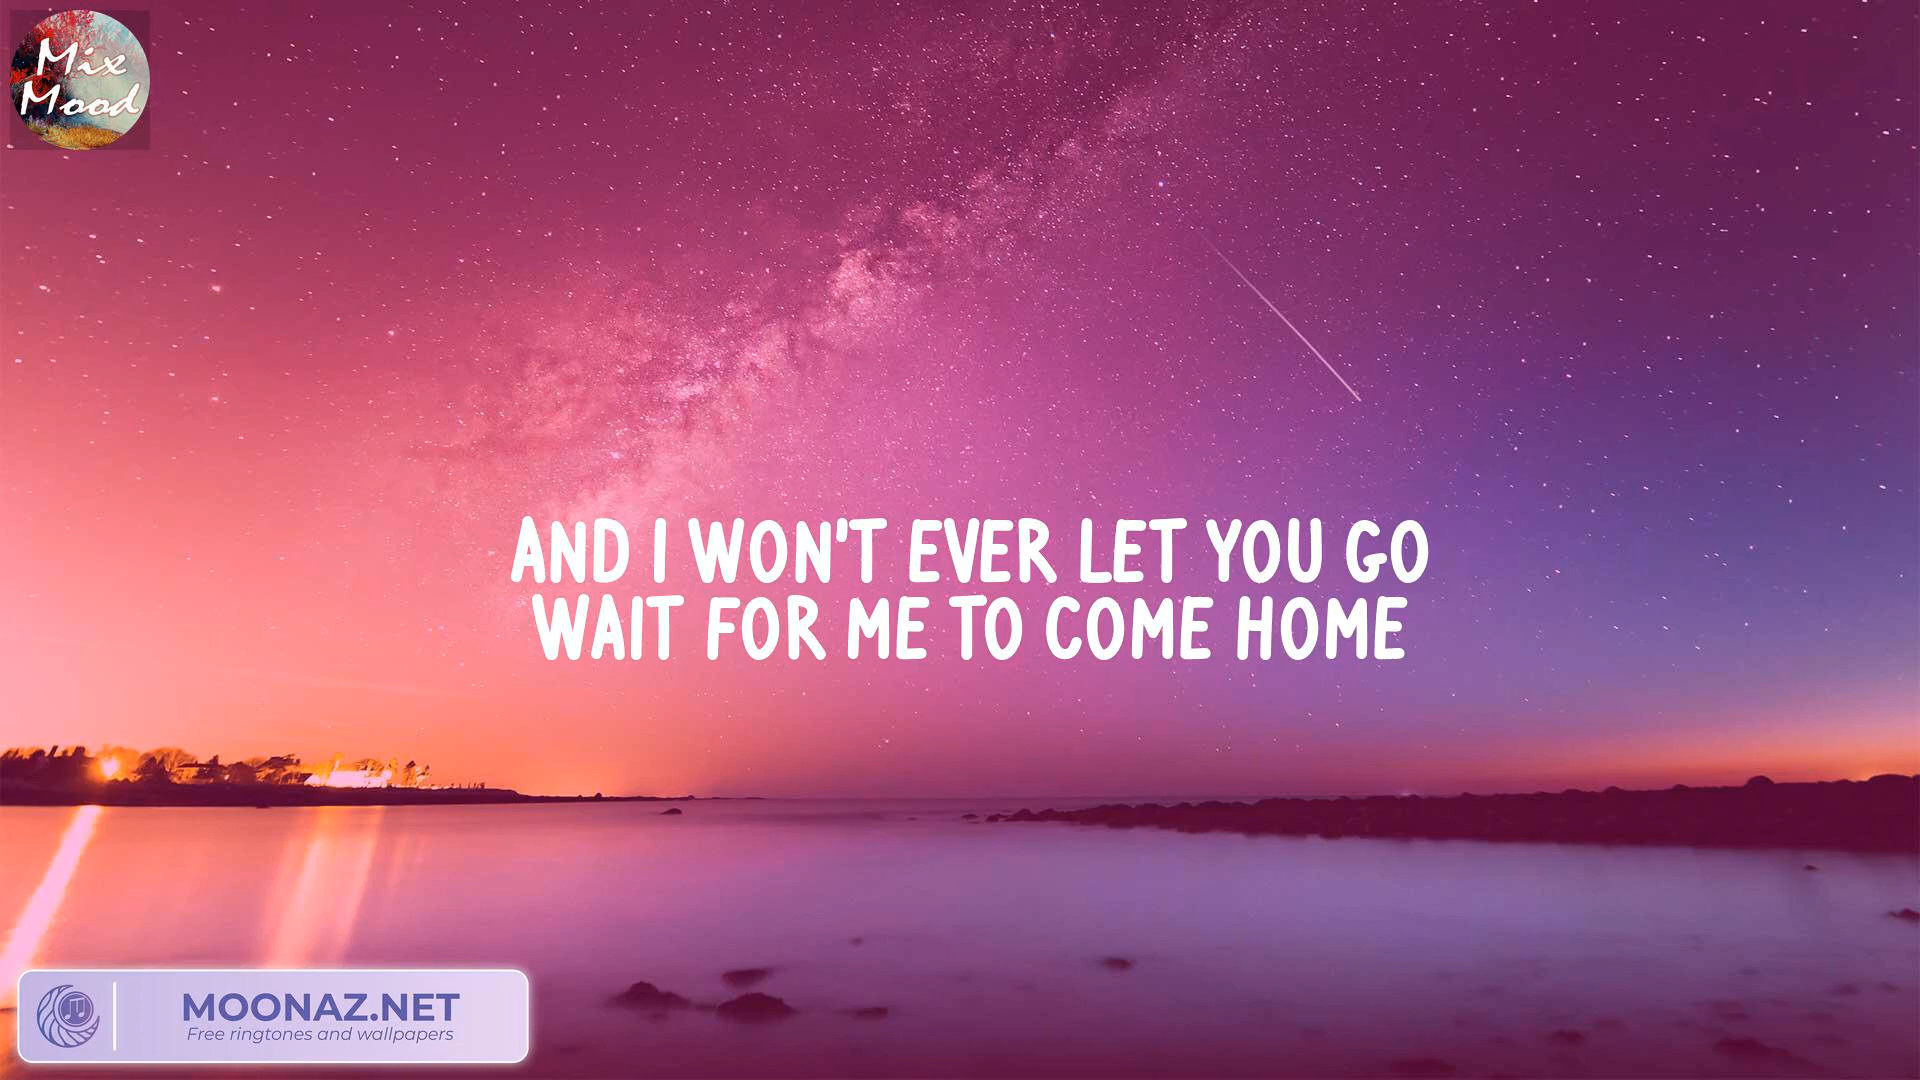 Mix
Mood
AND I WON'T EVER LET YOU GO
WAIT FOR ME TO COME HOME
MOONAZ.NET
Free ringtones and wallpapers